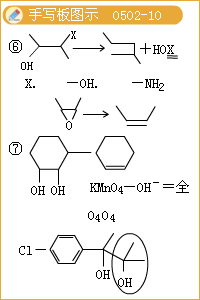 手写板图示 0502-10
⑥ X
OH +HOX
X. —OH. —NH2
O
⑦
OH OH KMnO4—OH⁻=全
O4O4
Cl
OH
OH